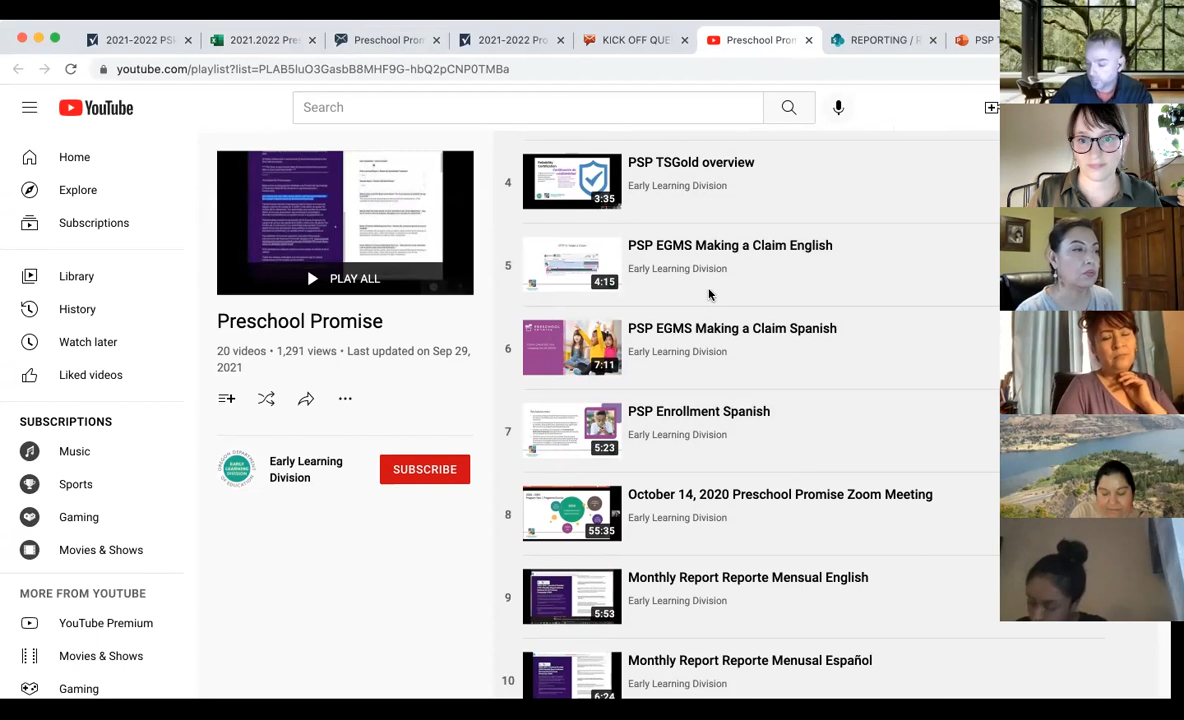 2021-2022 PS
2021.2022 Pre
Preschool Pron
2021-2022 Pro
KICK OFF QUE
Preschool Pror
REPORTING / R
PSP
youtube.com/playlist?list=PLAB5luO3GasbB8MHF9G-hbQ2pCNP0TMBa
YouTube
Search
Home
Explore
Subscriptions
Library
History
Watch later
Liked videos
SUBSCRIPTIONS
Music
Sports
Gaming
Movies & Shows
MORE FROM YOUTUBE
YouTube Premium
Movies & Shows
Gaming
PLAY ALL
Preschool Promise
20 videos • 1,291 views • Last updated on Sep 29,
2021
EARLY LEARNING DIVISION
Early Learning
Division
SUBSCRIBE
4
3:35
PSP TSGold overview
Early Learning Division
5
4:15
PSP EGMS Making a Claim English
Early Learning Division
6
7:11
PSP EGMS Making a Claim Spanish
Early Learning Division
7
5:23
PSP Enrollment Spanish
Early Learning Division
8
55:35
October 14, 2020 Preschool Promise Zoom Meeting
Early Learning Division
9
5:53
Monthly Report Reporte Mensual English
Early Learning Division
10
6:24
Monthly Report Reporte Menusal Español
Early Learning Division